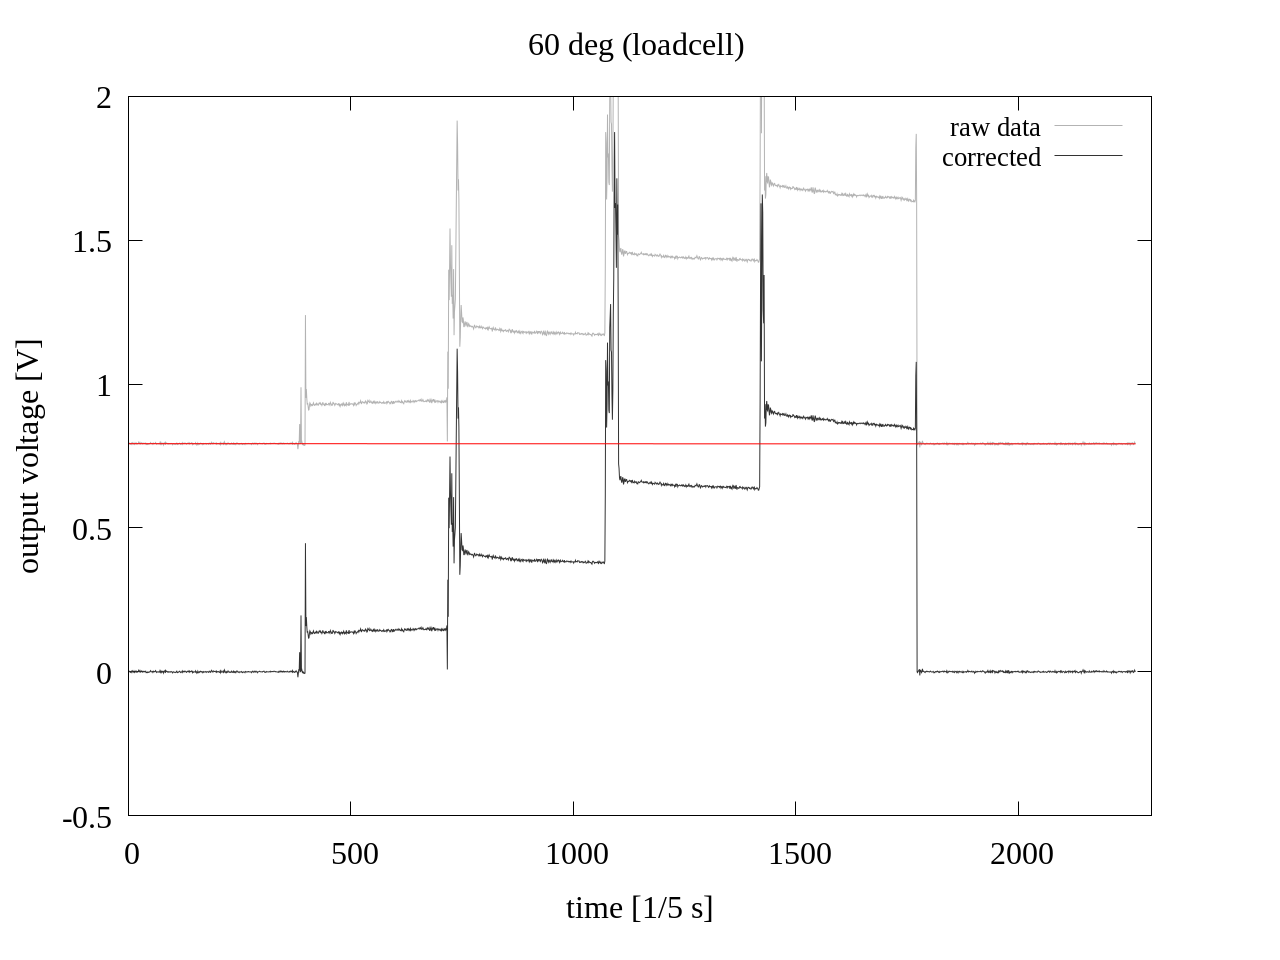 60 deg (loadcell)
raw data
corrected
output voltage [V]
2
1.5
1
0.5
0
-0.5
0 500 1000 1500 2000
time [1/5 s]